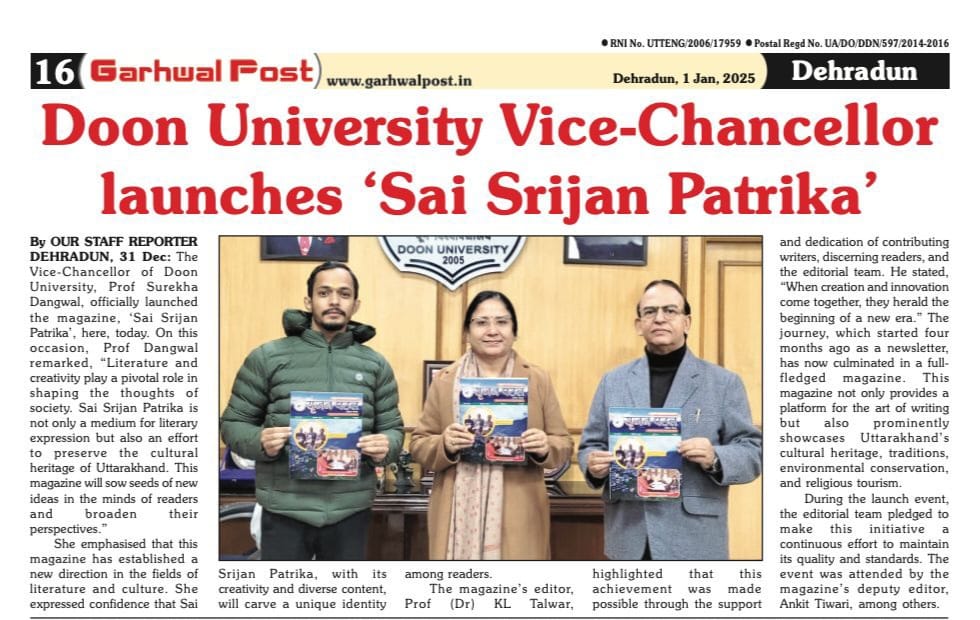 ● RNI No. UTTENG/2006/17959 ● Postal Regd No. UA/DO/DDN/597/2014-2016
16 Garhwal Post www.garhwalpost.in Dehradun, 1 Jan, 2025 Dehradun
Doon University Vice-Chancellor
launches ‘Sai Srijan Patrika’
By OUR STAFF REPORTER
DEHRADUN, 31 Dec: The
Vice-Chancellor of Doon
University, Prof Surekha
Dangwal, officially launched
the magazine, ‘Sai Srijan
Patrika’, here, today. On this
occasion, Prof Dangwal
remarked, “Literature and
creativity play a pivotal role in
shaping the thoughts of
society. Sai Srijan Patrika is
not only a medium for literary
expression but also an effort
to preserve the cultural
heritage of Uttarakhand. This
magazine will sow seeds of new
ideas in the minds of readers
and broaden their
perspectives.”
She emphasised that this
magazine has established a
new direction in the fields of
literature and culture. She
expressed confidence that Sai
DOON UNIVERSITY
2005
Srijan Patrika, with its
creativity and diverse content,
will carve a unique identity
among readers.
The magazine’s editor,
Prof (Dr) KL Talwar,
highlighted that this
achievement was made
possible through the support
and dedication of contributing
writers, discerning readers, and
the editorial team. He stated,
“When creation and innovation
come together, they herald the
beginning of a new era.” The
journey, which started four
months ago as a newsletter,
has now culminated in a full-
fledged magazine. This
magazine not only provides a
platform for the art of writing
but also prominently
showcases Uttarakhand’s
cultural heritage, traditions,
environmental conservation,
and religious tourism.
During the launch event,
the editorial team pledged to
make this initiative a
continuous effort to maintain
its quality and standards. The
event was attended by the
magazine’s deputy editor,
Ankit Tiwari, among others.